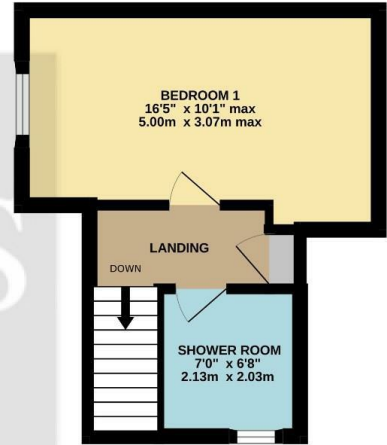 BEDROOM 1
16'5" x 10'1" max
5.00m x 3.07m max
LANDING
DOWN
SHOWER ROOM
7'0" x 6'8"
2.13m x 2.03m
S